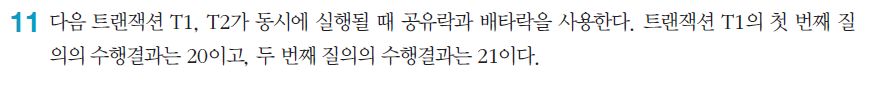 11 다음 트랜잭션 T1, T2가 동시에 실행될 때 공유락과 배타락을 사용한다. 트랜잭션 T1의 첫 번째 질
의의 수행결과는 20이고, 두 번째 질의의 수행결과는 21이다.